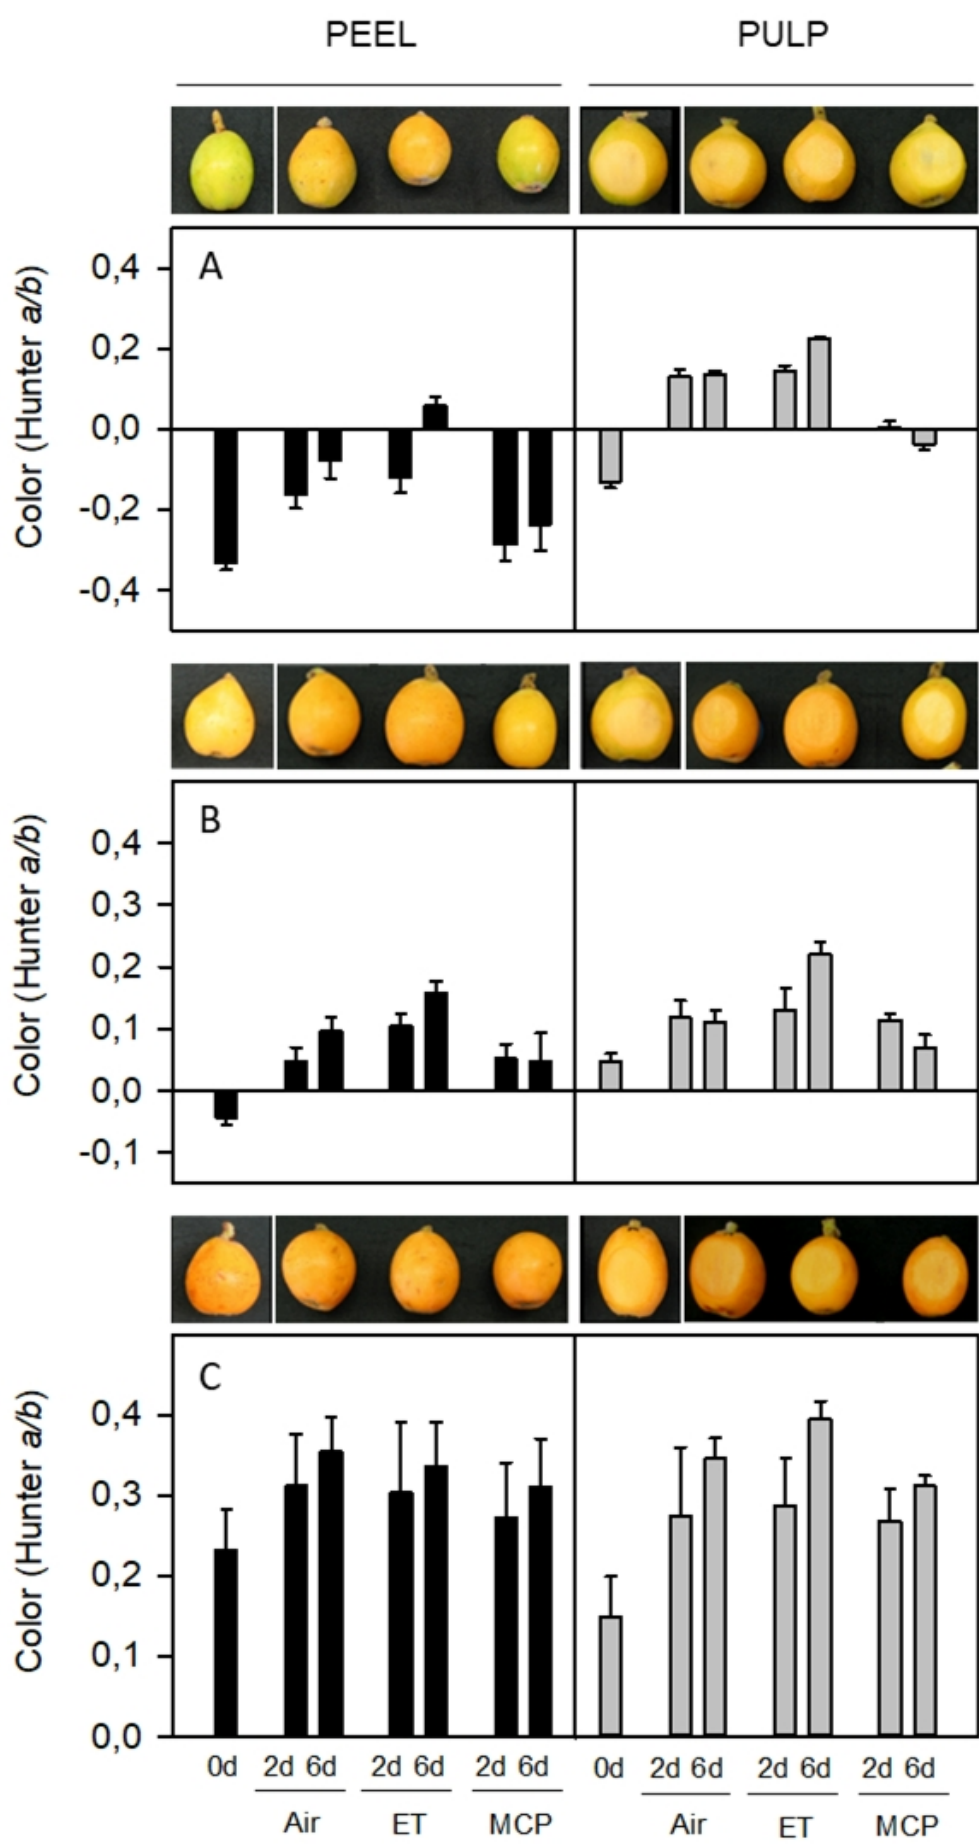 PEEL PULP
A
Color (Hunter a/b)
0,4
0,2
0,0
-0,2
-0,4
B
Color (Hunter a/b)
0,4
0,3
0,2
0,1
0,0
-0,1
C
Color (Hunter a/b)
0,4
0,3
0,2
0,1
0,0
0d 2d 6d 2d 6d 2d 6d 0d 2d 6d 2d 6d 2d 6d
Air ET MCP Air ET MCP